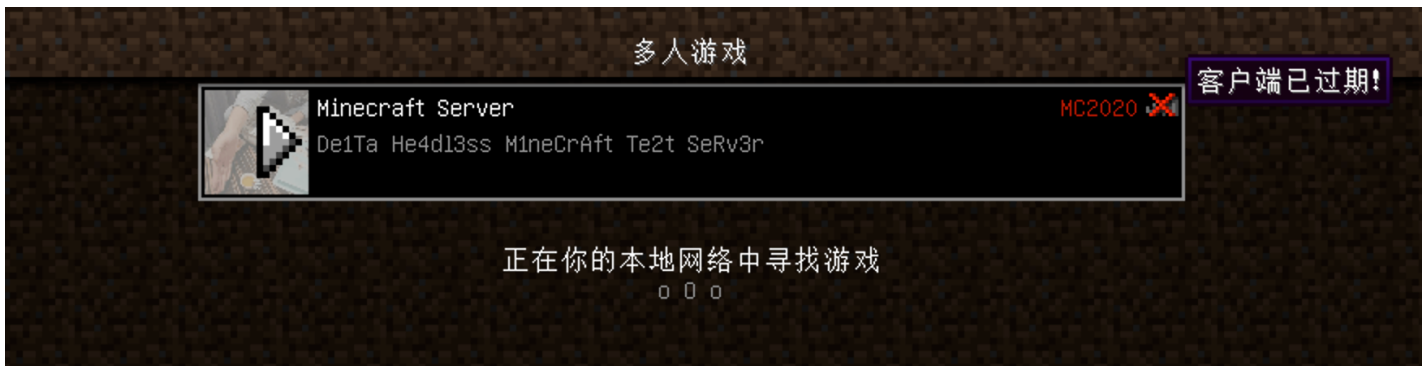 多人游戏
客户端已过期!
Minecraft Server MC2020
De1Ta He4dl3ss M1neCrAft Te2t SeRv3r
正在你的本地网络中寻找游戏
o O o